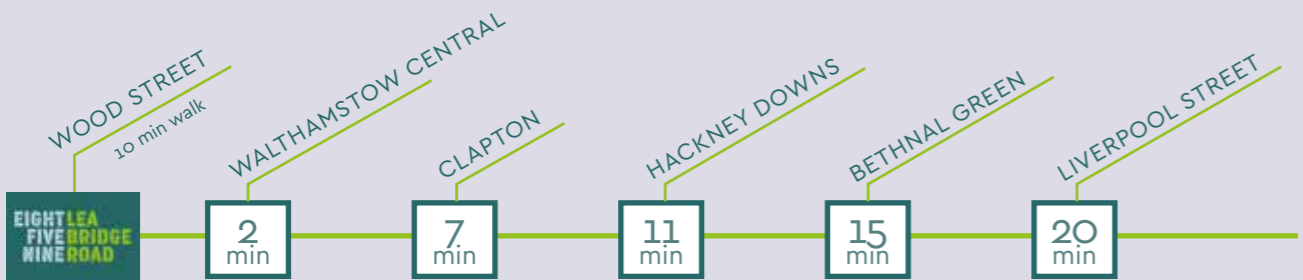 WOOD STREET
10 min walk
WALTHAMSTOW CENTRAL
CLAPTON
HACKNEY DOWNS
BETHNAL GREEN
LIVERPOOL STREET
EIGHT LEA
FIVE BRIDGE
NINE ROAD
2
min
7
min
11
min
15
min
20
min